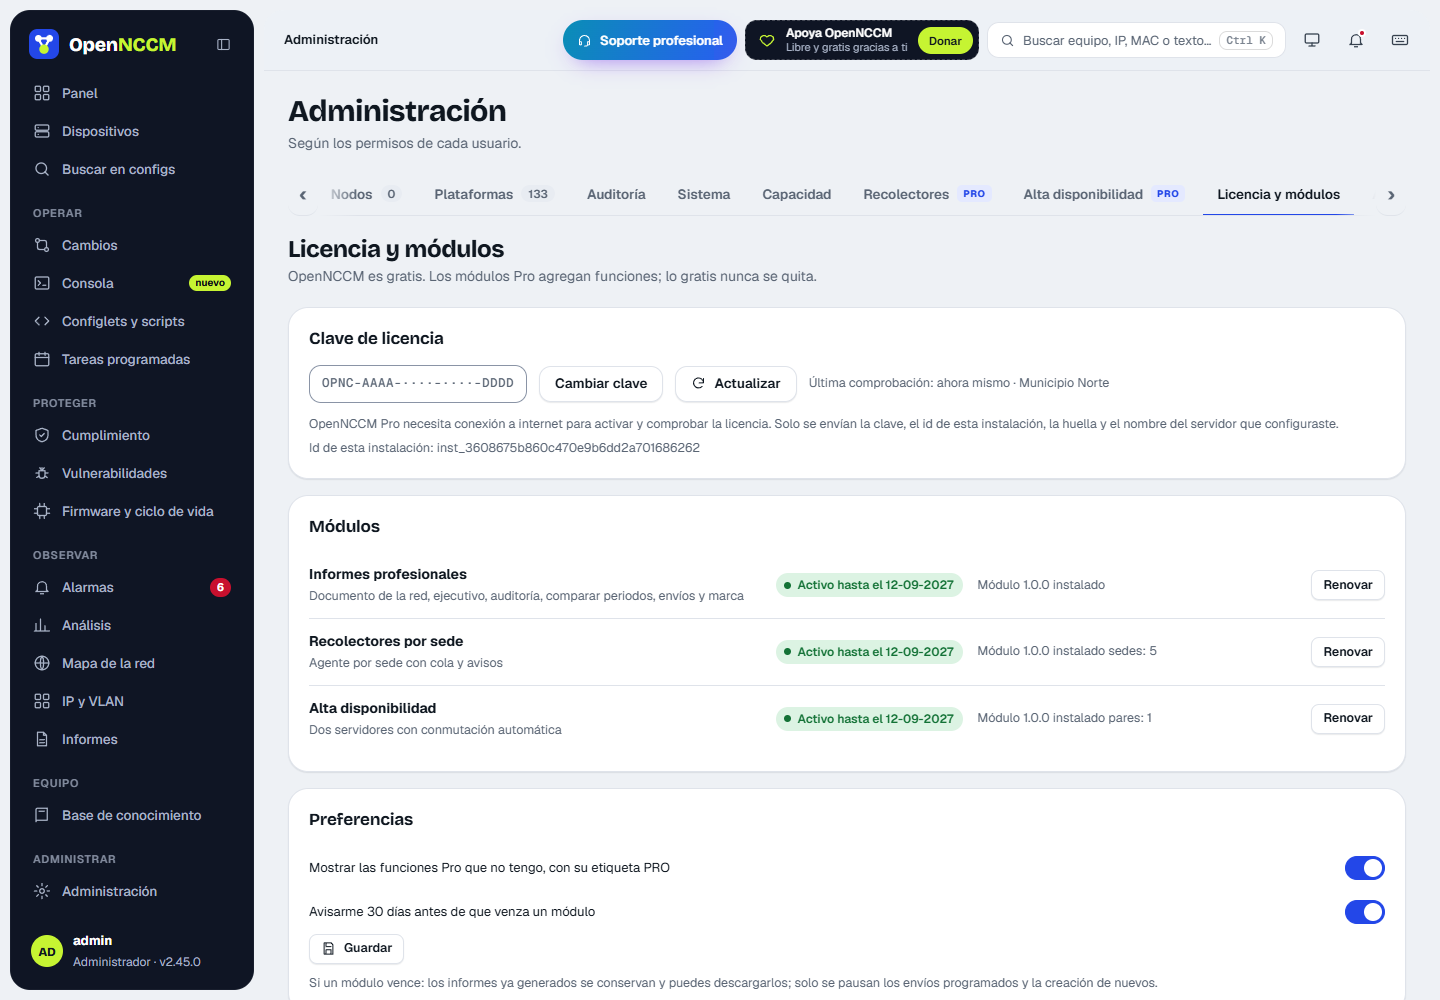 OpenNCCM
Panel
Dispositivos
Buscar en configs
OPERAR
Cambios
Consola nuevo
Configlets y scripts
Tareas programadas
PROTEGER
Cumplimiento
Vulnerabilidades
Firmware y ciclo de vida
OBSERVAR
Alarmas 6
Análisis
Mapa de la red
IP y VLAN
Informes
EQUIPO
Base de conocimiento
ADMINISTRAR
Administración
AD
admin
Administrador · v2.45.0
Administración
Soporte profesional
Apoya OpenNCCM
Libre y gratis gracias a ti
Donar
Buscar equipo, IP, MAC o texto... Ctrl K
Administración
Según los permisos de cada usuario.
‹ Nodos 0 Plataformas 133 Auditoría Sistema Capacidad Recolectores PRO Alta disponibilidad PRO Licencia y módulos ›
Licencia y módulos
OpenNCCM es gratis. Los módulos Pro agregan funciones; lo gratis nunca se quita.
Clave de licencia
OPNC-AAAA-····-····-DDDD Cambiar clave Actualizar Última comprobación: ahora mismo · Municipio Norte
OpenNCCM Pro necesita conexión a internet para activar y comprobar la licencia. Solo se envían la clave, el id de esta instalación, la huella y el nombre del servidor que configuraste.
Id de esta instalación: inst_3608675b860c470e9b6dd2a701686262
Módulos
Informes profesionales
Documento de la red, ejecutivo, auditoría, comparar periodos, envíos y marca
Activo hasta el 12-09-2027 Módulo 1.0.0 instalado Renovar
Recolectores por sede
Agente por sede con cola y avisos
Activo hasta el 12-09-2027 Módulo 1.0.0 instalado sedes: 5 Renovar
Alta disponibilidad
Dos servidores con conmutación automática
Activo hasta el 12-09-2027 Módulo 1.0.0 instalado pares: 1 Renovar
Preferencias
Mostrar las funciones Pro que no tengo, con su etiqueta PRO
Avisarme 30 días antes de que venza un módulo
Guardar
Si un módulo vence: los informes ya generados se conservan y puedes descargarlos; solo se pausan los envíos programados y la creación de nuevos.